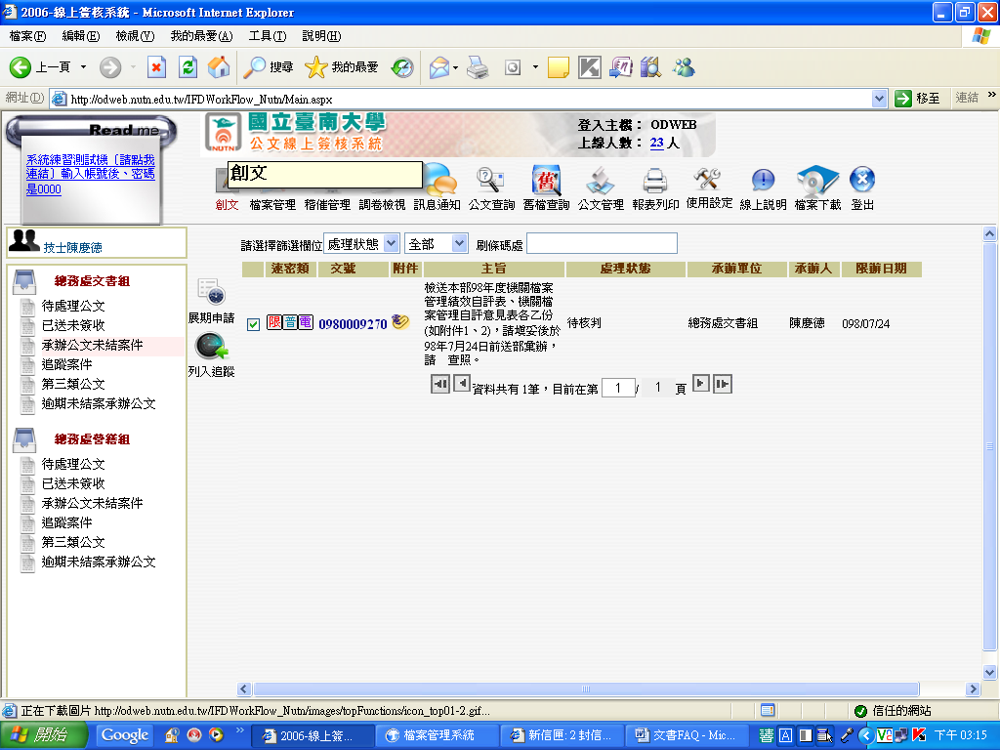 2006-線上簽核系統 - Microsoft Internet Explorer
檔案(F) 編輯(E) 檢視(V) 我的最愛(A) 工具(T) 說明(H)
上一頁 搜尋 我的最愛
網址(D) http://odweb.nutn.edu.tw/IFDWorkFlow_Nutn/Main.aspx 移至 連結 »
Read me
系統練習測試機〔請點我
連結〕輸入帳號後、密碼
是0000
NUTN
國立臺南大學
公文線上簽核系統
登入主機： ODWEB
上線人數： 23 人
創文
創文 檔案管理 稽催管理 調卷檢視 訊息通知 公文查詢 舊檔查詢 公文管理 報表列印 使用設定 線上說明 檔案下載 登出
舊
技士陳慶德
總務處文書組
待處理公文
已送未簽收
承辦公文未結案件
追蹤案件
第三類公文
逾期未結案承辦公文
總務處營繕組
待處理公文
已送未簽收
承辦公文未結案件
追蹤案件
第三類公文
逾期未結案承辦公文
展期申請
列入追蹤
請選擇篩選欄位 處理狀態 全部 刷條碼處
速密類 文號 附件 主旨 處理狀態 承辦單位 承辦人 限辦日期
限 普 電 0980009270
檢送本部98年度機關檔案
管理績效自評表、機關檔
案管理自評意見表各乙份
(如附件1、2)，請填妥後於
98年7月24日前送部彙辦，
請　查照。
待核判 總務處文書組 陳慶德 098/07/24
資料共有 1筆，目前在第 1 / 1 頁
正在下載圖片 http://odweb.nutn.edu.tw/IFDWorkFlow_Nutn/images/topFunctions/icon_top01-2.gif... 信任的網站
開始 Google » 2006-線上簽... 檔案管理系統 新信匣: 2 封信... 文書FAQ - Mic... 下午 03:15